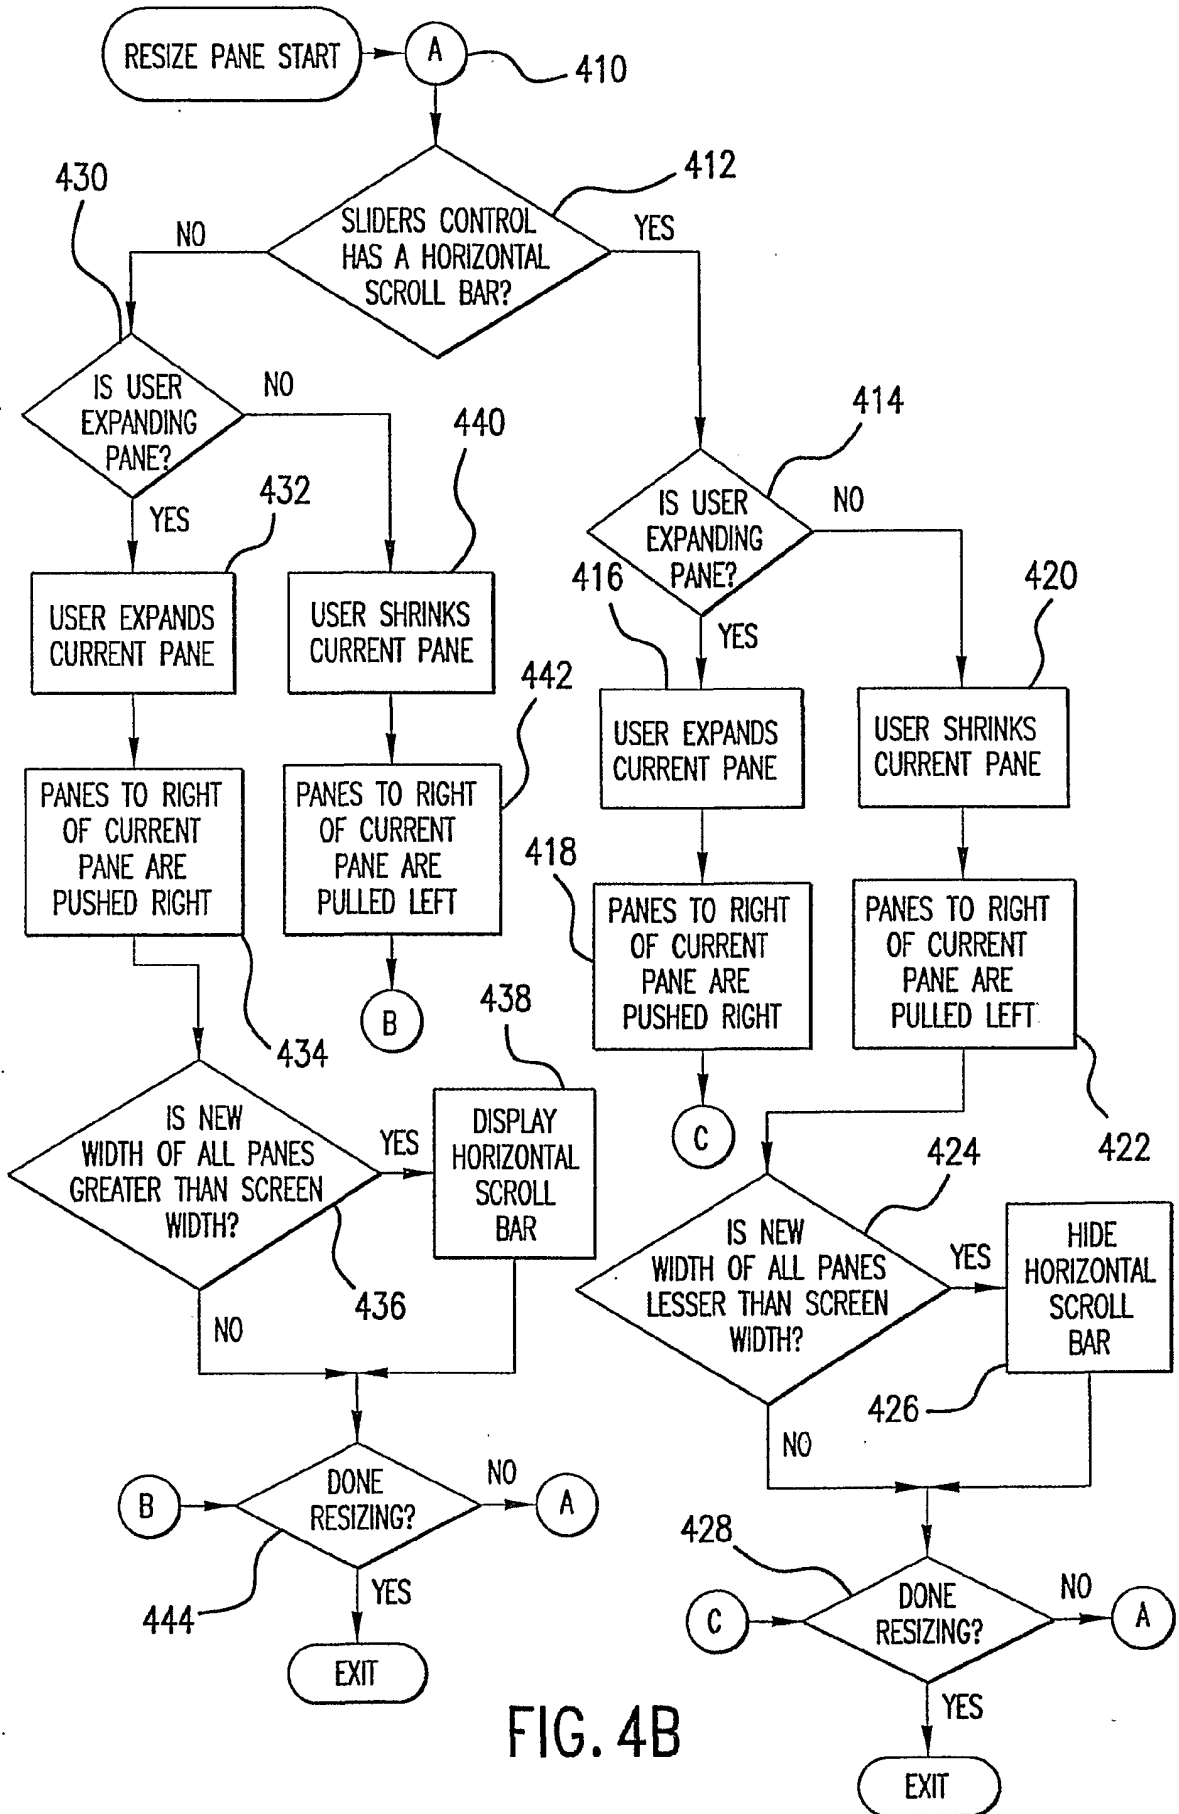 RESIZE PANE START
A
410
412
SLIDERS CONTROL
HAS A HORIZONTAL
SCROLL BAR?
NO
YES
430
IS USER
EXPANDING
PANE?
NO
YES
440
414
IS USER
EXPANDING
PANE?
NO
YES
432
USER EXPANDS
CURRENT PANE
USER SHRINKS
CURRENT PANE
416
420
USER EXPANDS
CURRENT PANE
USER SHRINKS
CURRENT PANE
442
PANES TO RIGHT
OF CURRENT
PANE ARE
PUSHED RIGHT
PANES TO RIGHT
OF CURRENT
PANE ARE
PULLED LEFT
418
PANES TO RIGHT
OF CURRENT
PANE ARE
PUSHED RIGHT
PANES TO RIGHT
OF CURRENT
PANE ARE
PULLED LEFT
B
434
438
C
422
IS NEW
WIDTH OF ALL PANES
GREATER THAN SCREEN
WIDTH?
YES
DISPLAY
HORIZONTAL
SCROLL
BAR
436
NO
424
IS NEW
WIDTH OF ALL PANES
LESSER THAN SCREEN
WIDTH?
YES
HIDE
HORIZONTAL
SCROLL
BAR
426
NO
B
DONE
RESIZING?
NO
A
444
YES
EXIT
428
C
DONE
RESIZING?
NO
A
YES
EXIT
FIG. 4B